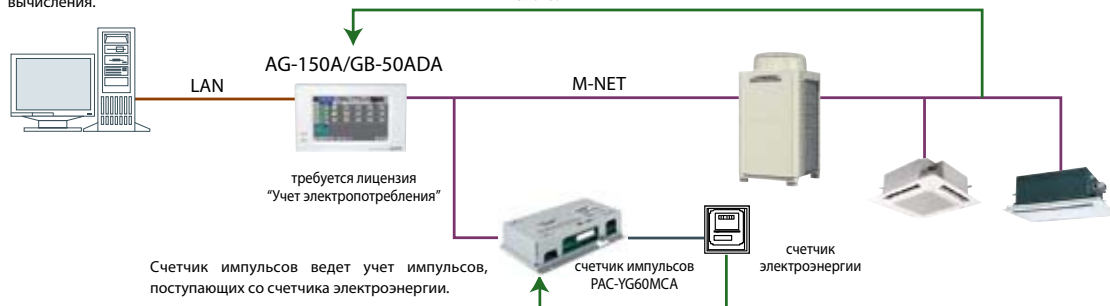 вычисления.
AG-150A/GB-50ADA
LAN
M-NET
требуется лицензия
"Учет электропотребления"
Счетчик импульсов ведет учет импульсов,
поступающих со счетчика электроэнергии.
счетчик импульсов
PAC-YG60MCA
счетчик
электроэнергии